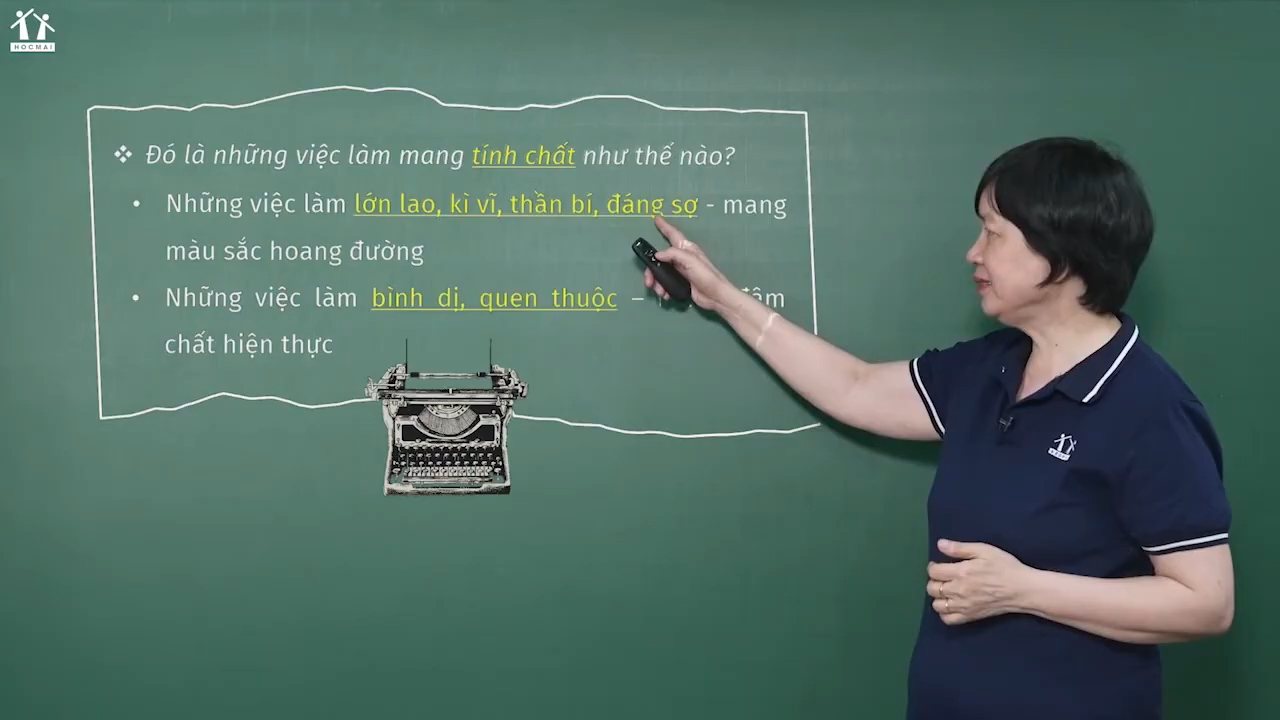 HOCMAI
Đó là những việc làm mang tính chất như thế nào?
Những việc làm lớn lao, kì vĩ, thần bí, đáng sợ - mang
màu sắc hoang đường
Những việc làm bình dị, quen thuộc – đậm
chất hiện thực